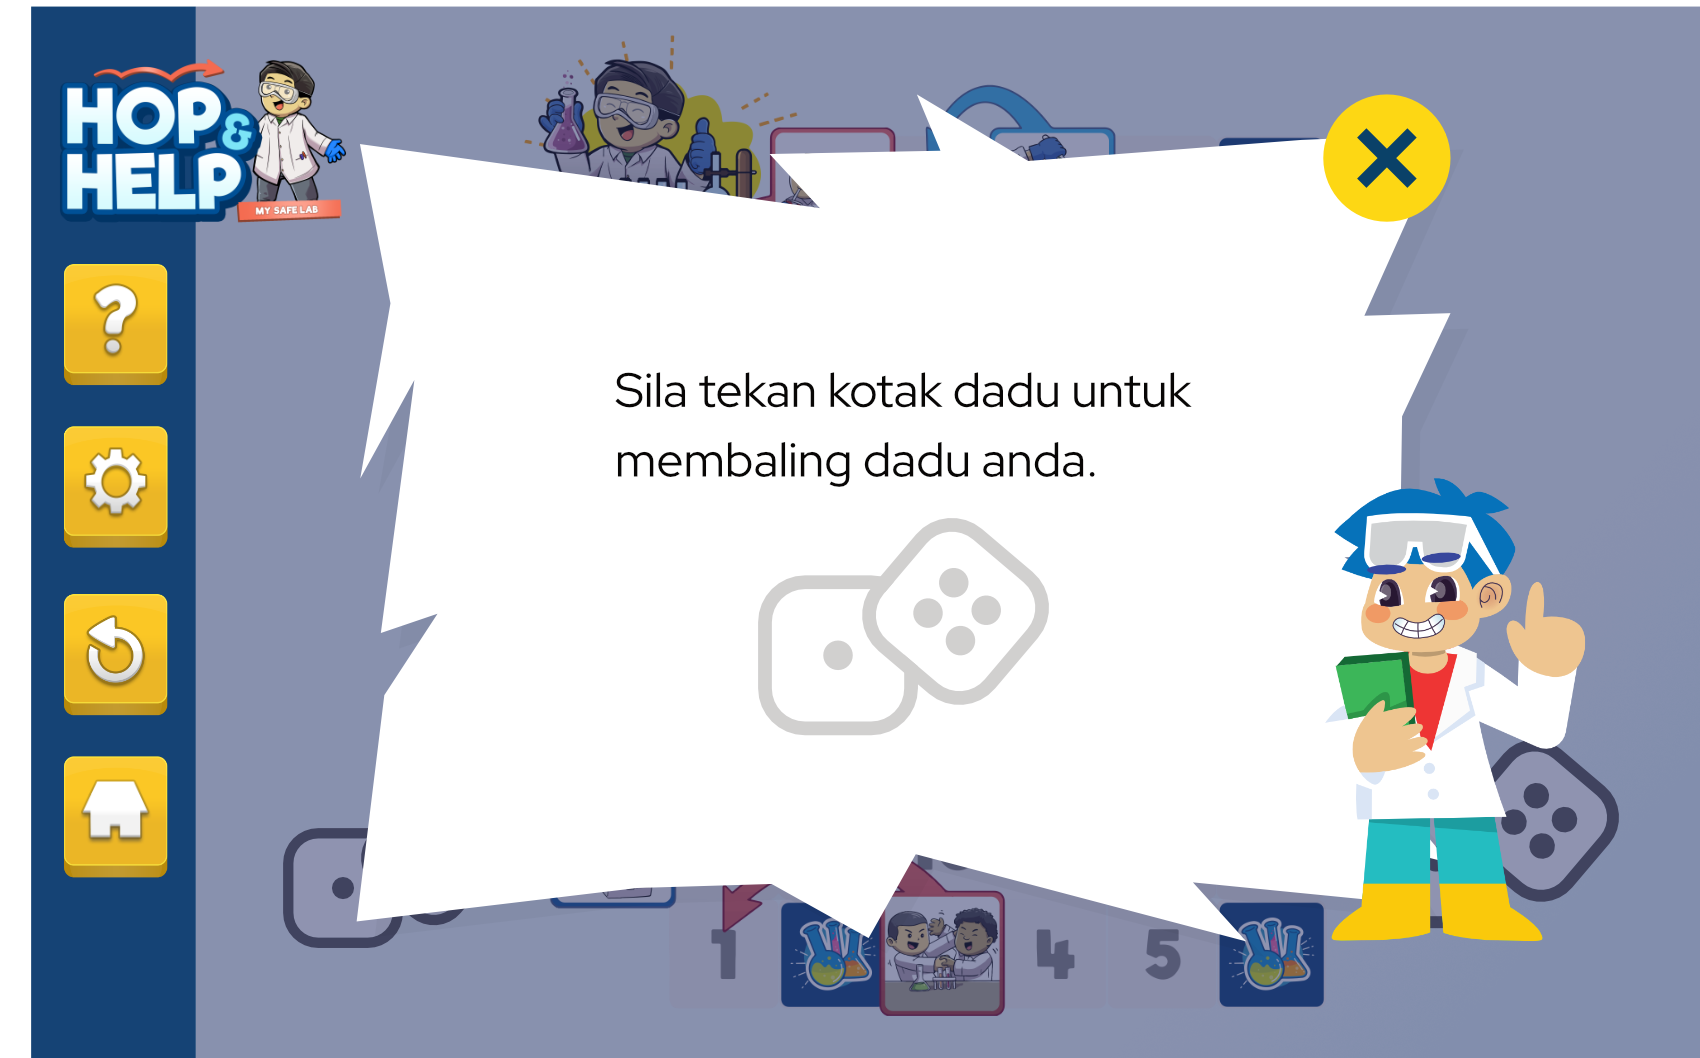 HOP &
HELP
MY SAFE LAB
?
Sila tekan kotak dadu untuk
membaling dadu anda.
1 4 5